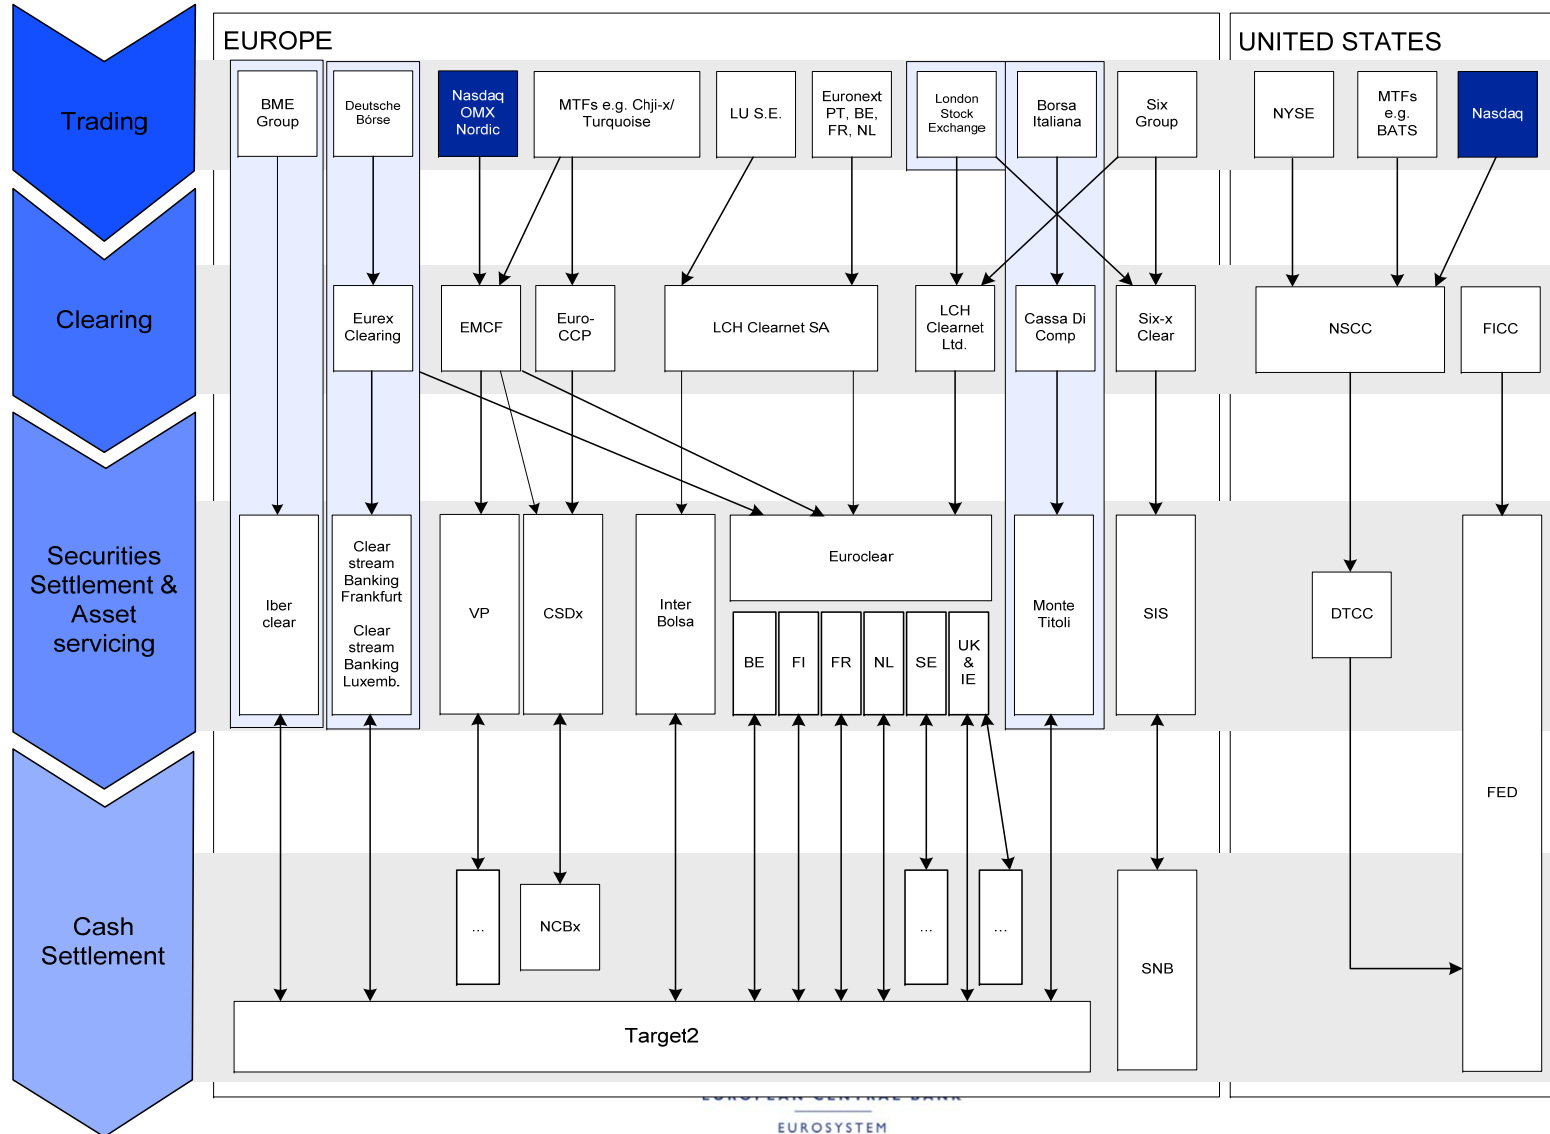 EUROPE
UNITED STATES
Trading
BME
Group
Deutsche
Börse
Nasdaq
OMX
Nordic
MTFs e.g. Chji-x/
Turquoise
LU S.E.
Euronext
PT, BE,
FR, NL
London
Stock
Exchange
Borsa
Italiana
Six
Group
NYSE
MTFs
e.g.
BATS
Nasdaq
Clearing
Eurex
Clearing
EMCF
Euro-
CCP
LCH Clearnet SA
LCH
Clearnet
Ltd.
Cassa Di
Comp
Six-x
Clear
NSCC
FICC
Securities
Settlement &
Asset
servicing
Iber
clear
Clear
stream
Banking
Frankfurt
Clear
stream
Banking
Luxemb.
VP
CSDx
Inter
Bolsa
Euroclear
BE
FI
FR
NL
SE
UK
&
IE
Monte
Titoli
SIS
DTCC
FED
Cash
Settlement
...
NCBx
...
...
SNB
Target2
EUROPEAN CENTRAL BANK
EUROSYSTEM